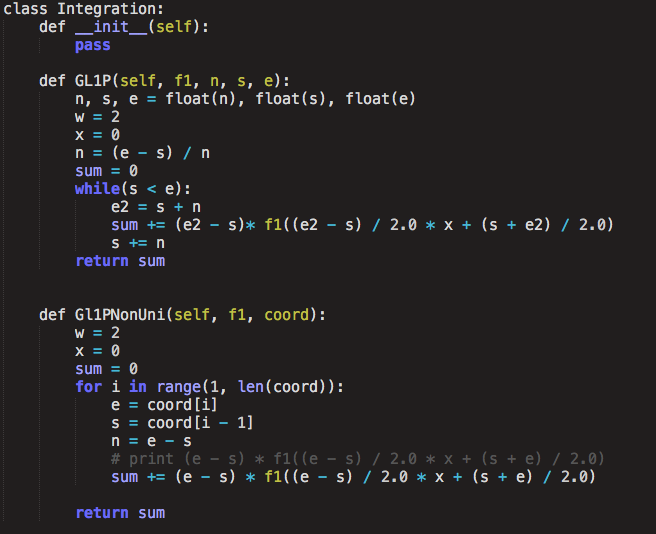 class Integration:
    def __init__(self):
        pass

    def GL1P(self, f1, n, s, e):
        n, s, e = float(n), float(s), float(e)
        w = 2
        x = 0
        n = (e - s) / n
        sum = 0
        while(s < e):
            e2 = s + n
            sum += (e2 - s)* f1((e2 - s) / 2.0 * x + (s + e2) / 2.0)
            s += n
        return sum


    def Gl1PNonUni(self, f1, coord):
        w = 2
        x = 0
        sum = 0
        for i in range(1, len(coord)):
            e = coord[i]
            s = coord[i - 1]
            n = e - s
            # print (e - s) * f1((e - s) / 2.0 * x + (s + e) / 2.0)
            sum += (e - s) * f1((e - s) / 2.0 * x + (s + e) / 2.0)

        return sum